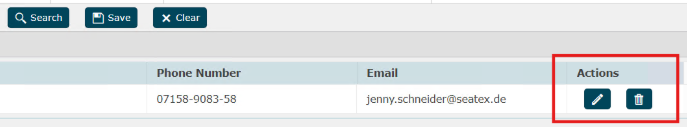 Search Save Clear
Phone Number Email Actions
07158-9083-58 jenny.schneider@seatex.de